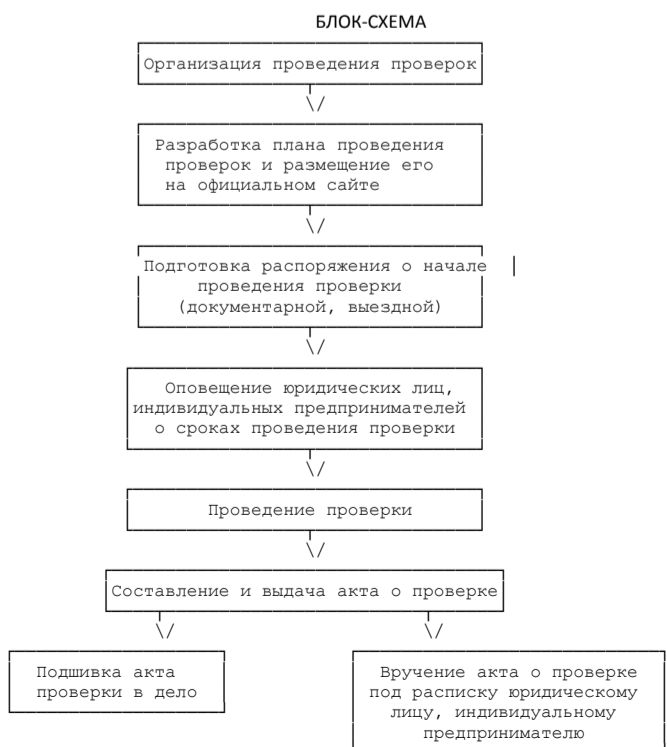 БЛОК-СХЕМА
Организация проведения проверок
Разработка плана проведения
проверок и размещение его
на официальном сайте
Подготовка распоряжения о начале
проведения проверки
(документарной, выездной)
Оповещение юридических лиц,
индивидуальных предпринимателей
о сроках проведения проверки
Проведение проверки
Составление и выдача акта о проверке
Подшивка акта
проверки в дело
Вручение акта о проверке
под расписку юридическому
лицу, индивидуальному
предпринимателю